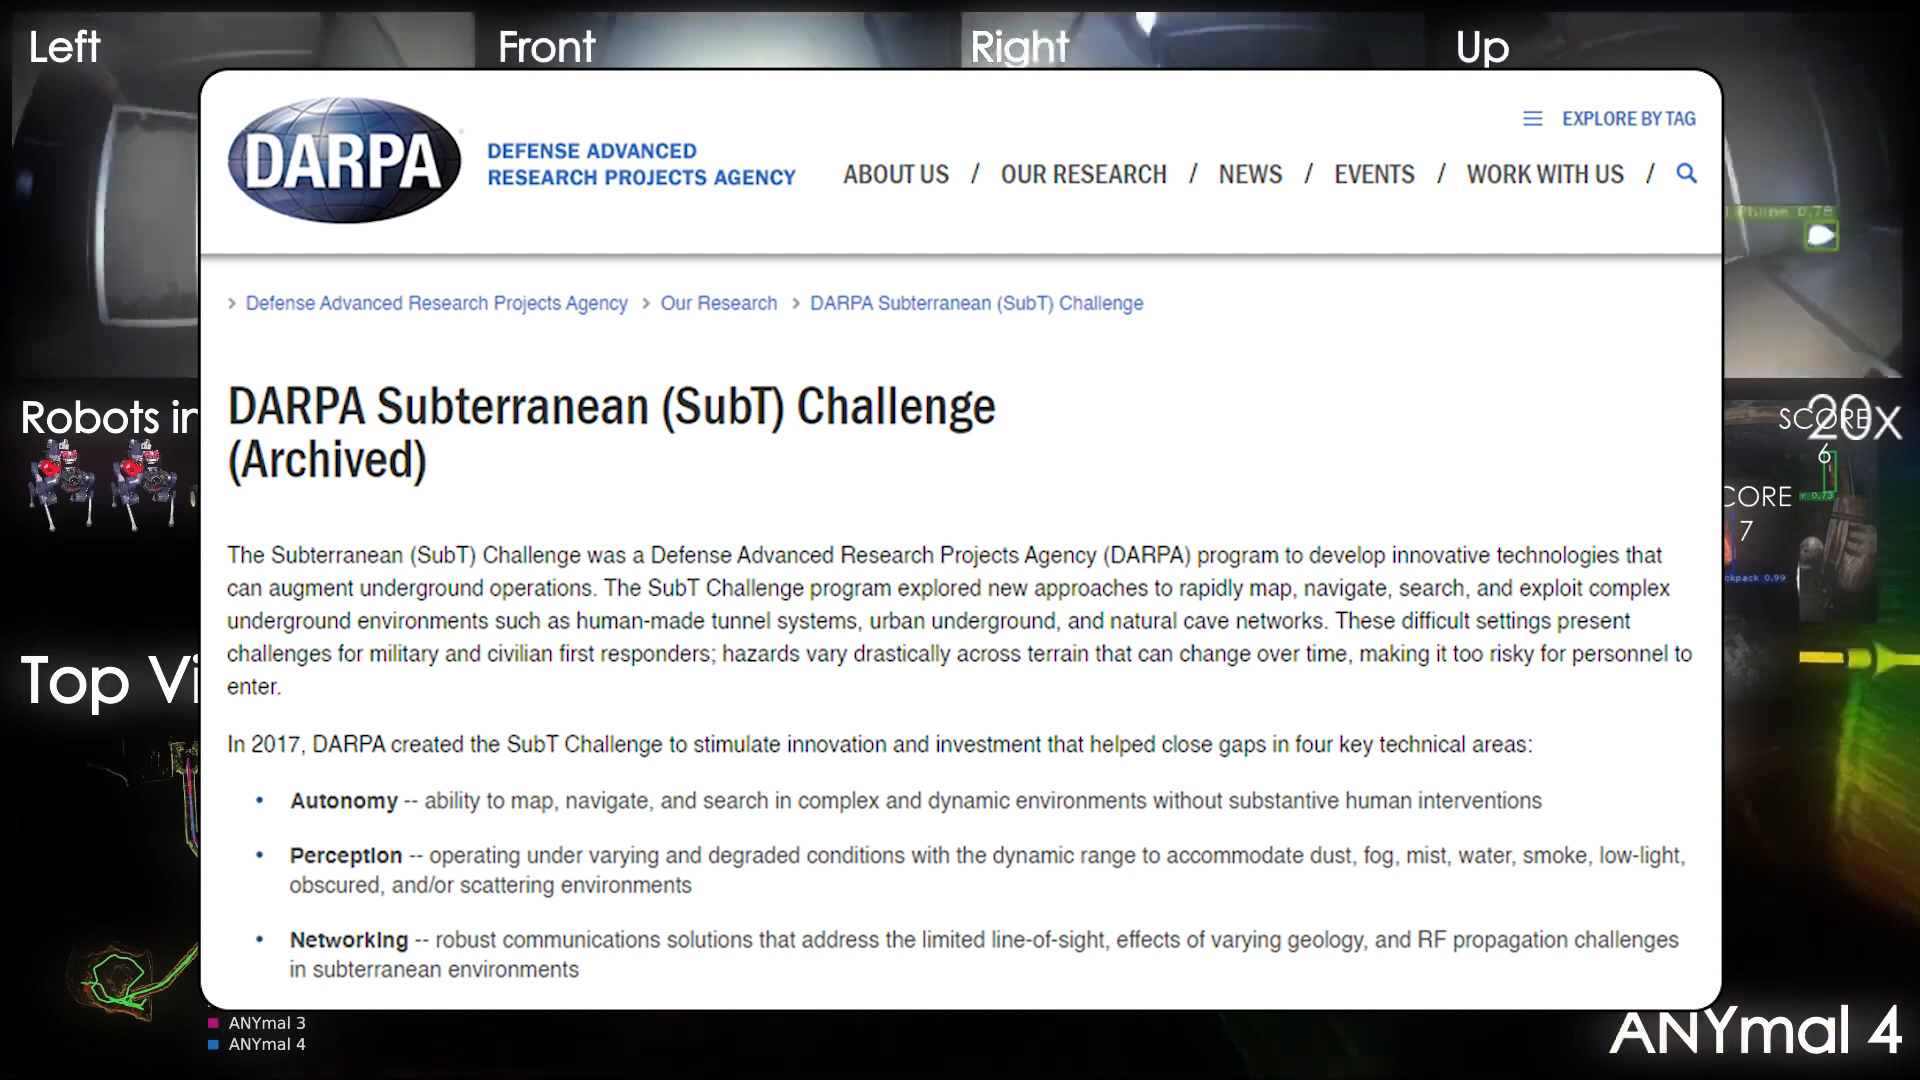 Left
Front
Right
Up
DARPA
DEFENSE ADVANCED
RESEARCH PROJECTS AGENCY
EXPLORE BY TAG
ABOUT US / OUR RESEARCH / NEWS / EVENTS / WORK WITH US /
> Defense Advanced Research Projects Agency > Our Research > DARPA Subterranean (SubT) Challenge
DARPA Subterranean (SubT) Challenge
(Archived)
The Subterranean (SubT) Challenge was a Defense Advanced Research Projects Agency (DARPA) program to develop innovative technologies that
can augment underground operations. The SubT Challenge program explored new approaches to rapidly map, navigate, search, and exploit complex
underground environments such as human-made tunnel systems, urban underground, and natural cave networks. These difficult settings present
challenges for military and civilian first responders; hazards vary drastically across terrain that can change over time, making it too risky for personnel to
enter.
In 2017, DARPA created the SubT Challenge to stimulate innovation and investment that helped close gaps in four key technical areas:
• Autonomy -- ability to map, navigate, and search in complex and dynamic environments without substantive human interventions
• Perception -- operating under varying and degraded conditions with the dynamic range to accommodate dust, fog, mist, water, smoke, low-light,
obscured, and/or scattering environments
• Networking -- robust communications solutions that address the limited line-of-sight, effects of varying geology, and RF propagation challenges
in subterranean environments
Robots in
Top Vi
ANYmal 3
ANYmal 4
0.76
SCORE
20x
6
CORE
7
0.73
ckpack 0.99
ANYmal 4